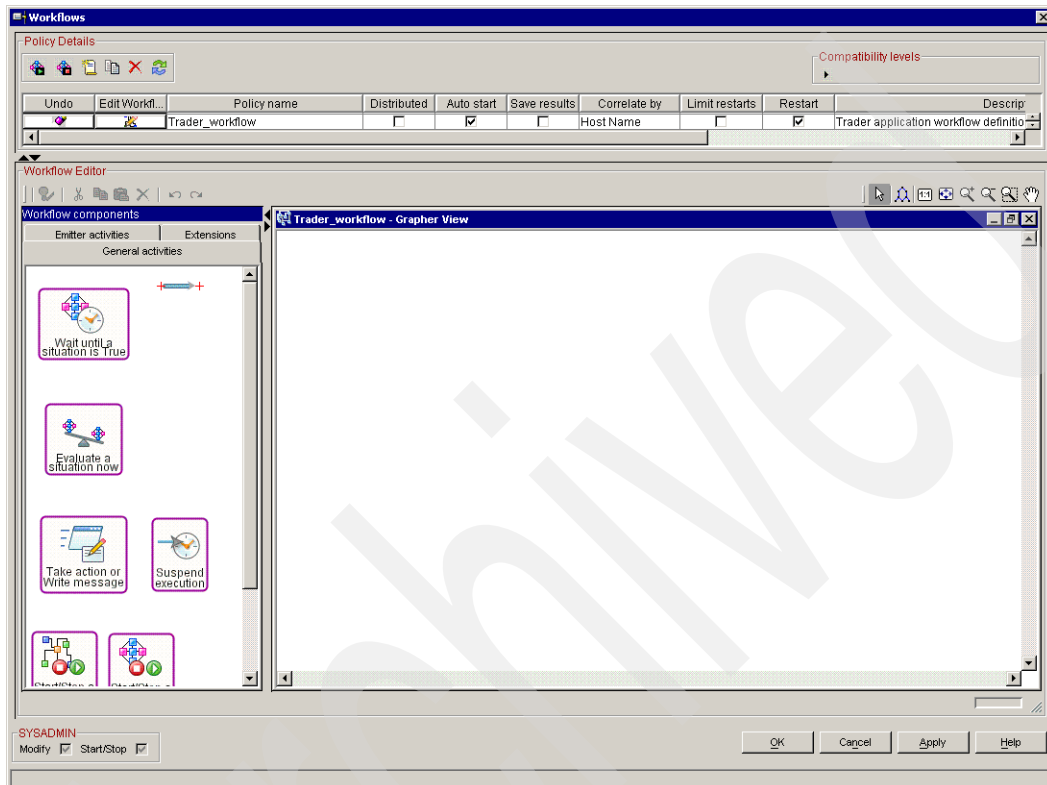 Workflows
Policy Details
Compatibility levels
Undo Edit Workfl... Policy name Distributed Auto start Save results Correlate by Limit restarts Restart Descrip
Trader_workflow Host Name Trader application workflow definitio
Workflow Editor
1:1
Workflow components
Emitter activities Extensions
General activities
Trader_workflow - Grapher View
Wait until a
situation is True
Evaluate a
situation now
Take action or
Write message
Suspend
execution
SYSADMIN
Modify Start/Stop
OK Cancel Apply Help